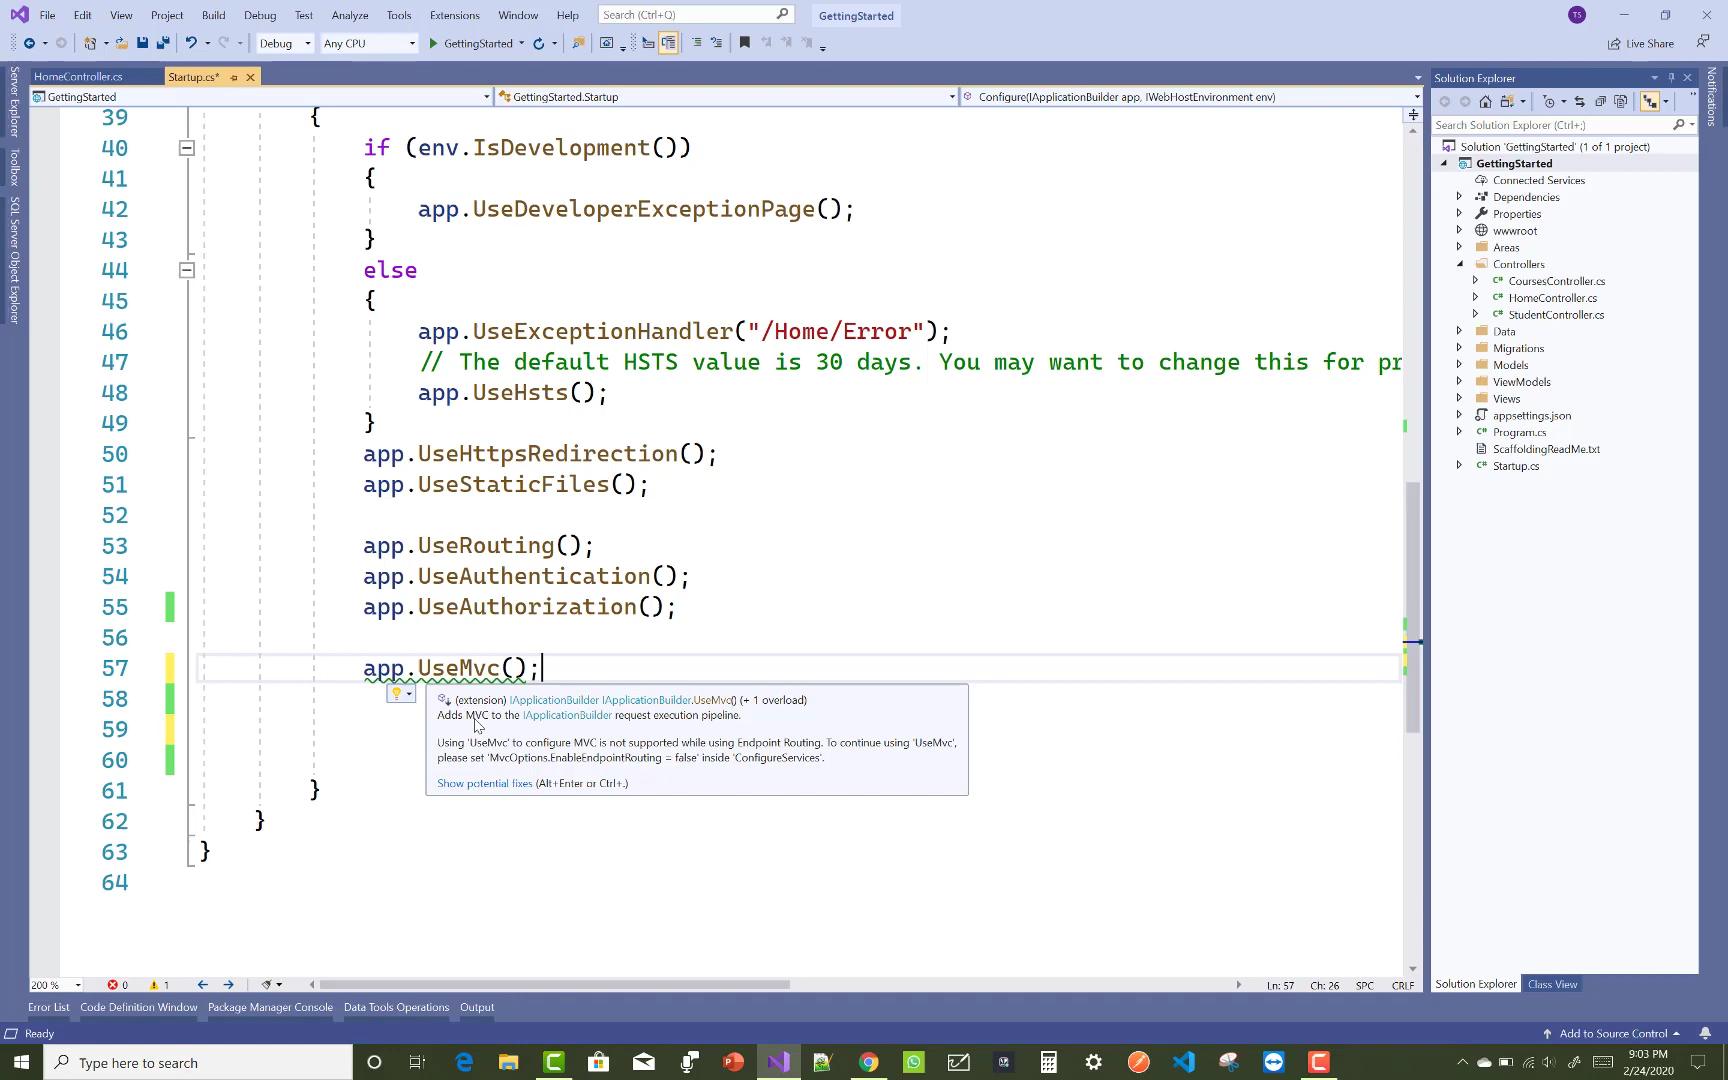 File Edit View Project Build Debug Test Analyze Tools Extensions Window Help Search (Ctrl+Q) GettingStarted TS
Debug Any CPU GettingStarted Live Share
HomeController.cs Startup.cs*
GettingStarted GettingStarted.Startup Configure(IApplicationBuilder app, IWebHostEnvironment env)
Server Explorer
Toolbox
SQL Server Object Explorer
39 {
40 if (env.IsDevelopment())
41 {
42 app.UseDeveloperExceptionPage();
43 }
44 else
45 {
46 app.UseExceptionHandler("/Home/Error");
47 // The default HSTS value is 30 days. You may want to change this for pr
48 app.UseHsts();
49 }
50 app.UseHttpsRedirection();
51 app.UseStaticFiles();
52
53 app.UseRouting();
54 app.UseAuthentication();
55 app.UseAuthorization();
56
57 app.UseMvc();
58
59
60
61 }
62 }
63 }
64
(extension) IApplicationBuilder IApplicationBuilder.UseMvc() (+ 1 overload)
Adds MVC to the IApplicationBuilder request execution pipeline.
Using 'UseMvc' to configure MVC is not supported while using Endpoint Routing. To continue using 'UseMvc',
please set 'MvcOptions.EnableEndpointRouting = false' inside 'ConfigureServices'.
Show potential fixes (Alt+Enter or Ctrl+.)
200 % 0 1 Ln: 57 Ch: 26 SPC CRLF
Error List Code Definition Window Package Manager Console Data Tools Operations Output
Ready Add to Source Control
Solution Explorer
Search Solution Explorer (Ctrl+;)
Solution 'GettingStarted' (1 of 1 project)
GettingStarted
Connected Services
Dependencies
Properties
wwwroot
Areas
Controllers
C# CoursesController.cs
C# HomeController.cs
C# StudentController.cs
Data
Migrations
Models
ViewModels
Views
appsettings.json
C# Program.cs
ScaffoldingReadMe.txt
C# Startup.cs
Solution Explorer Class View
Notifications
Type here to search
9:03 PM
2/24/2020